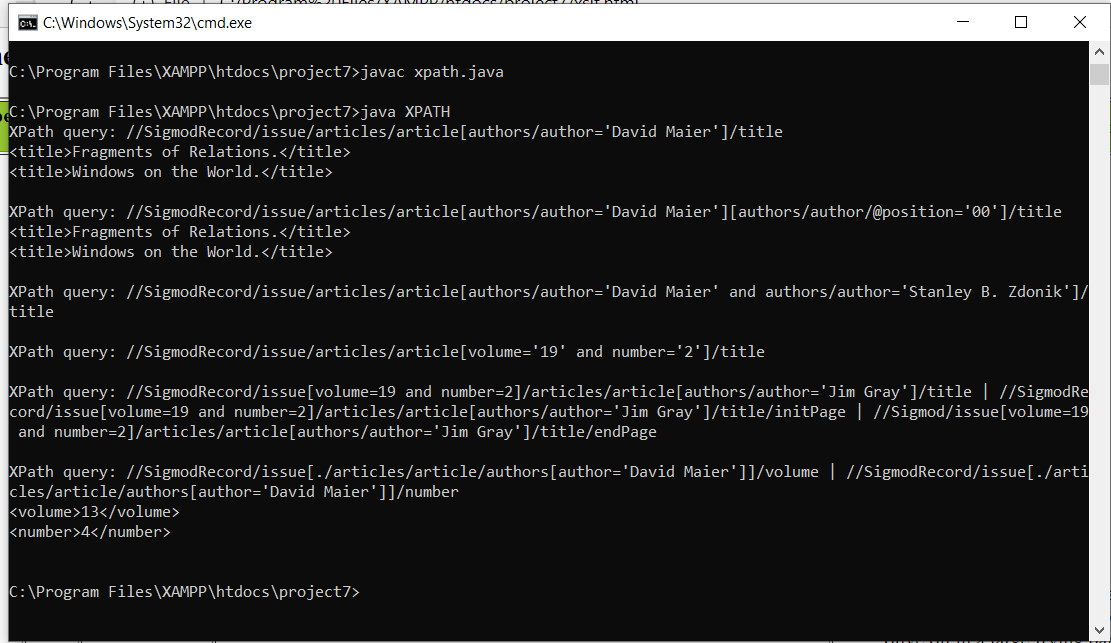 C:\Windows\System32\cmd.exe
C:\Program Files\XAMPP\htdocs\project7>javac xpath.java
C:\Program Files\XAMPP\htdocs\project7>java XPATH
XPath query: //SigmodRecord/issue/articles/article[authors/author='David Maier']/title
<title>Fragments of Relations.</title>
<title>Windows on the World.</title>
XPath query: //SigmodRecord/issue/articles/article[authors/author='David Maier'][authors/author/@position='00']/title
<title>Fragments of Relations.</title>
<title>Windows on the World.</title>
XPath query: //SigmodRecord/issue/articles/article[authors/author='David Maier' and authors/author='Stanley B. Zdonik']/
title
XPath query: //SigmodRecord/issue/articles/article[volume='19' and number='2']/title
XPath query: //SigmodRecord/issue[volume=19 and number=2]/articles/article[authors/author='Jim Gray']/title | //SigmodRe
cord/issue[volume=19 and number=2]/articles/article[authors/author='Jim Gray']/title/initPage | //Sigmod/issue[volume=19
 and number=2]/articles/article[authors/author='Jim Gray']/title/endPage
XPath query: //SigmodRecord/issue[./articles/article/authors[author='David Maier']]/volume | //SigmodRecord/issue[./arti
cles/article/authors[author='David Maier']]/number
<volume>13</volume>
<number>4</number>
C:\Program Files\XAMPP\htdocs\project7>